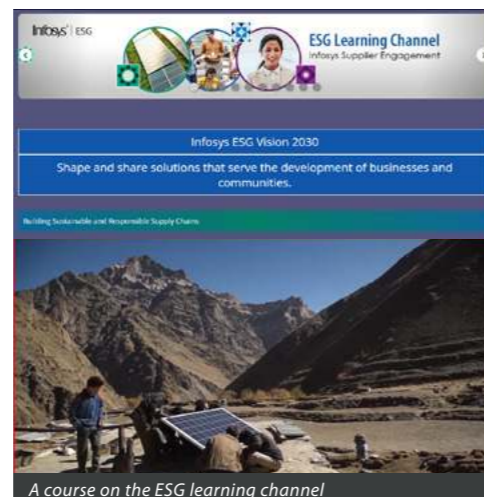 Infosys | ESG
ESG Learning Channel
Infosys Supplier Engagement
Infosys ESG Vision 2030
Shape and share solutions that serve the development of businesses and
communities.
Building Sustainable and Responsible Supply Chains
A course on the ESG learning channel